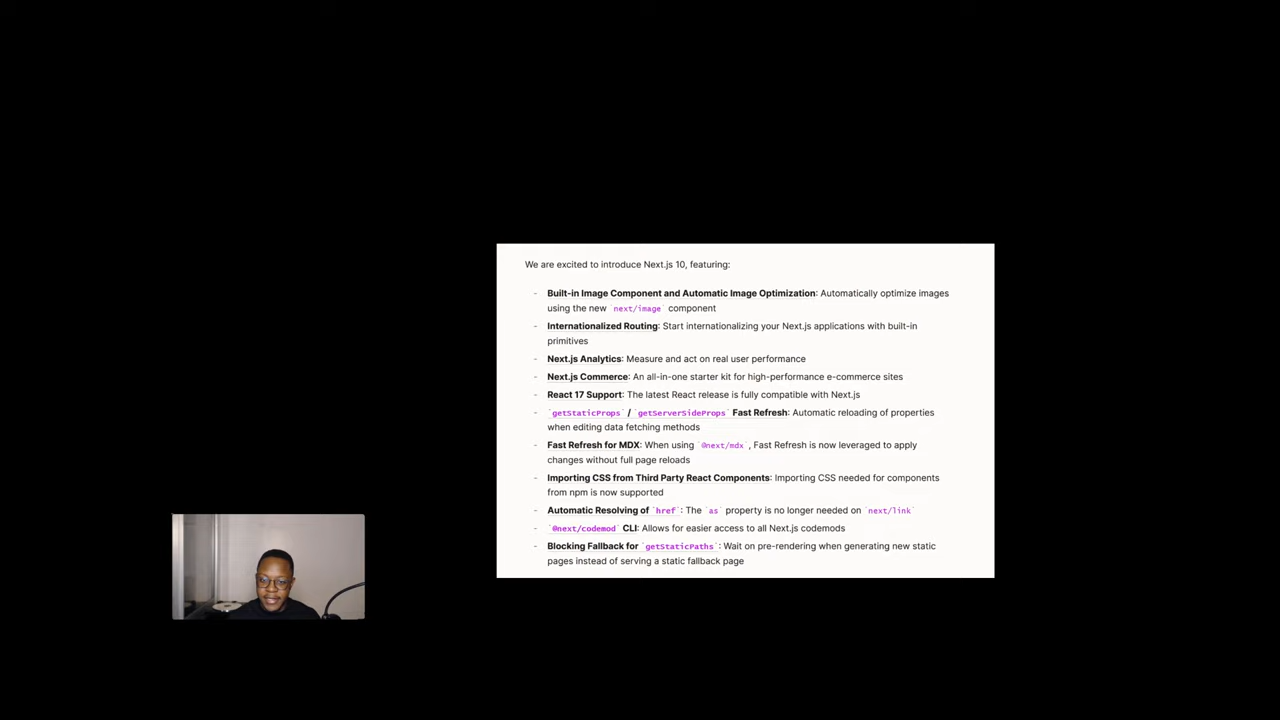 We are excited to introduce Next.js 10, featuring:
- Built-in Image Component and Automatic Image Optimization: Automatically optimize images
using the new `next/image` component
- Internationalized Routing: Start internationalizing your Next.js applications with built-in
primitives
- Next.js Analytics: Measure and act on real user performance
- Next.js Commerce: An all-in-one starter kit for high-performance e-commerce sites
- React 17 Support: The latest React release is fully compatible with Next.js
- `getStaticProps` / `getServerSideProps` Fast Refresh: Automatic reloading of properties
when editing data fetching methods
- Fast Refresh for MDX: When using `@next/mdx`, Fast Refresh is now leveraged to apply
changes without full page reloads
- Importing CSS from Third Party React Components: Importing CSS needed for components
from npm is now supported
- Automatic Resolving of `href`: The `as` property is no longer needed on `next/link`
- `@next/codemod` CLI: Allows for easier access to all Next.js codemods
- Blocking Fallback for `getStaticPaths`: Wait on pre-rendering when generating new static
pages instead of serving a static fallback page